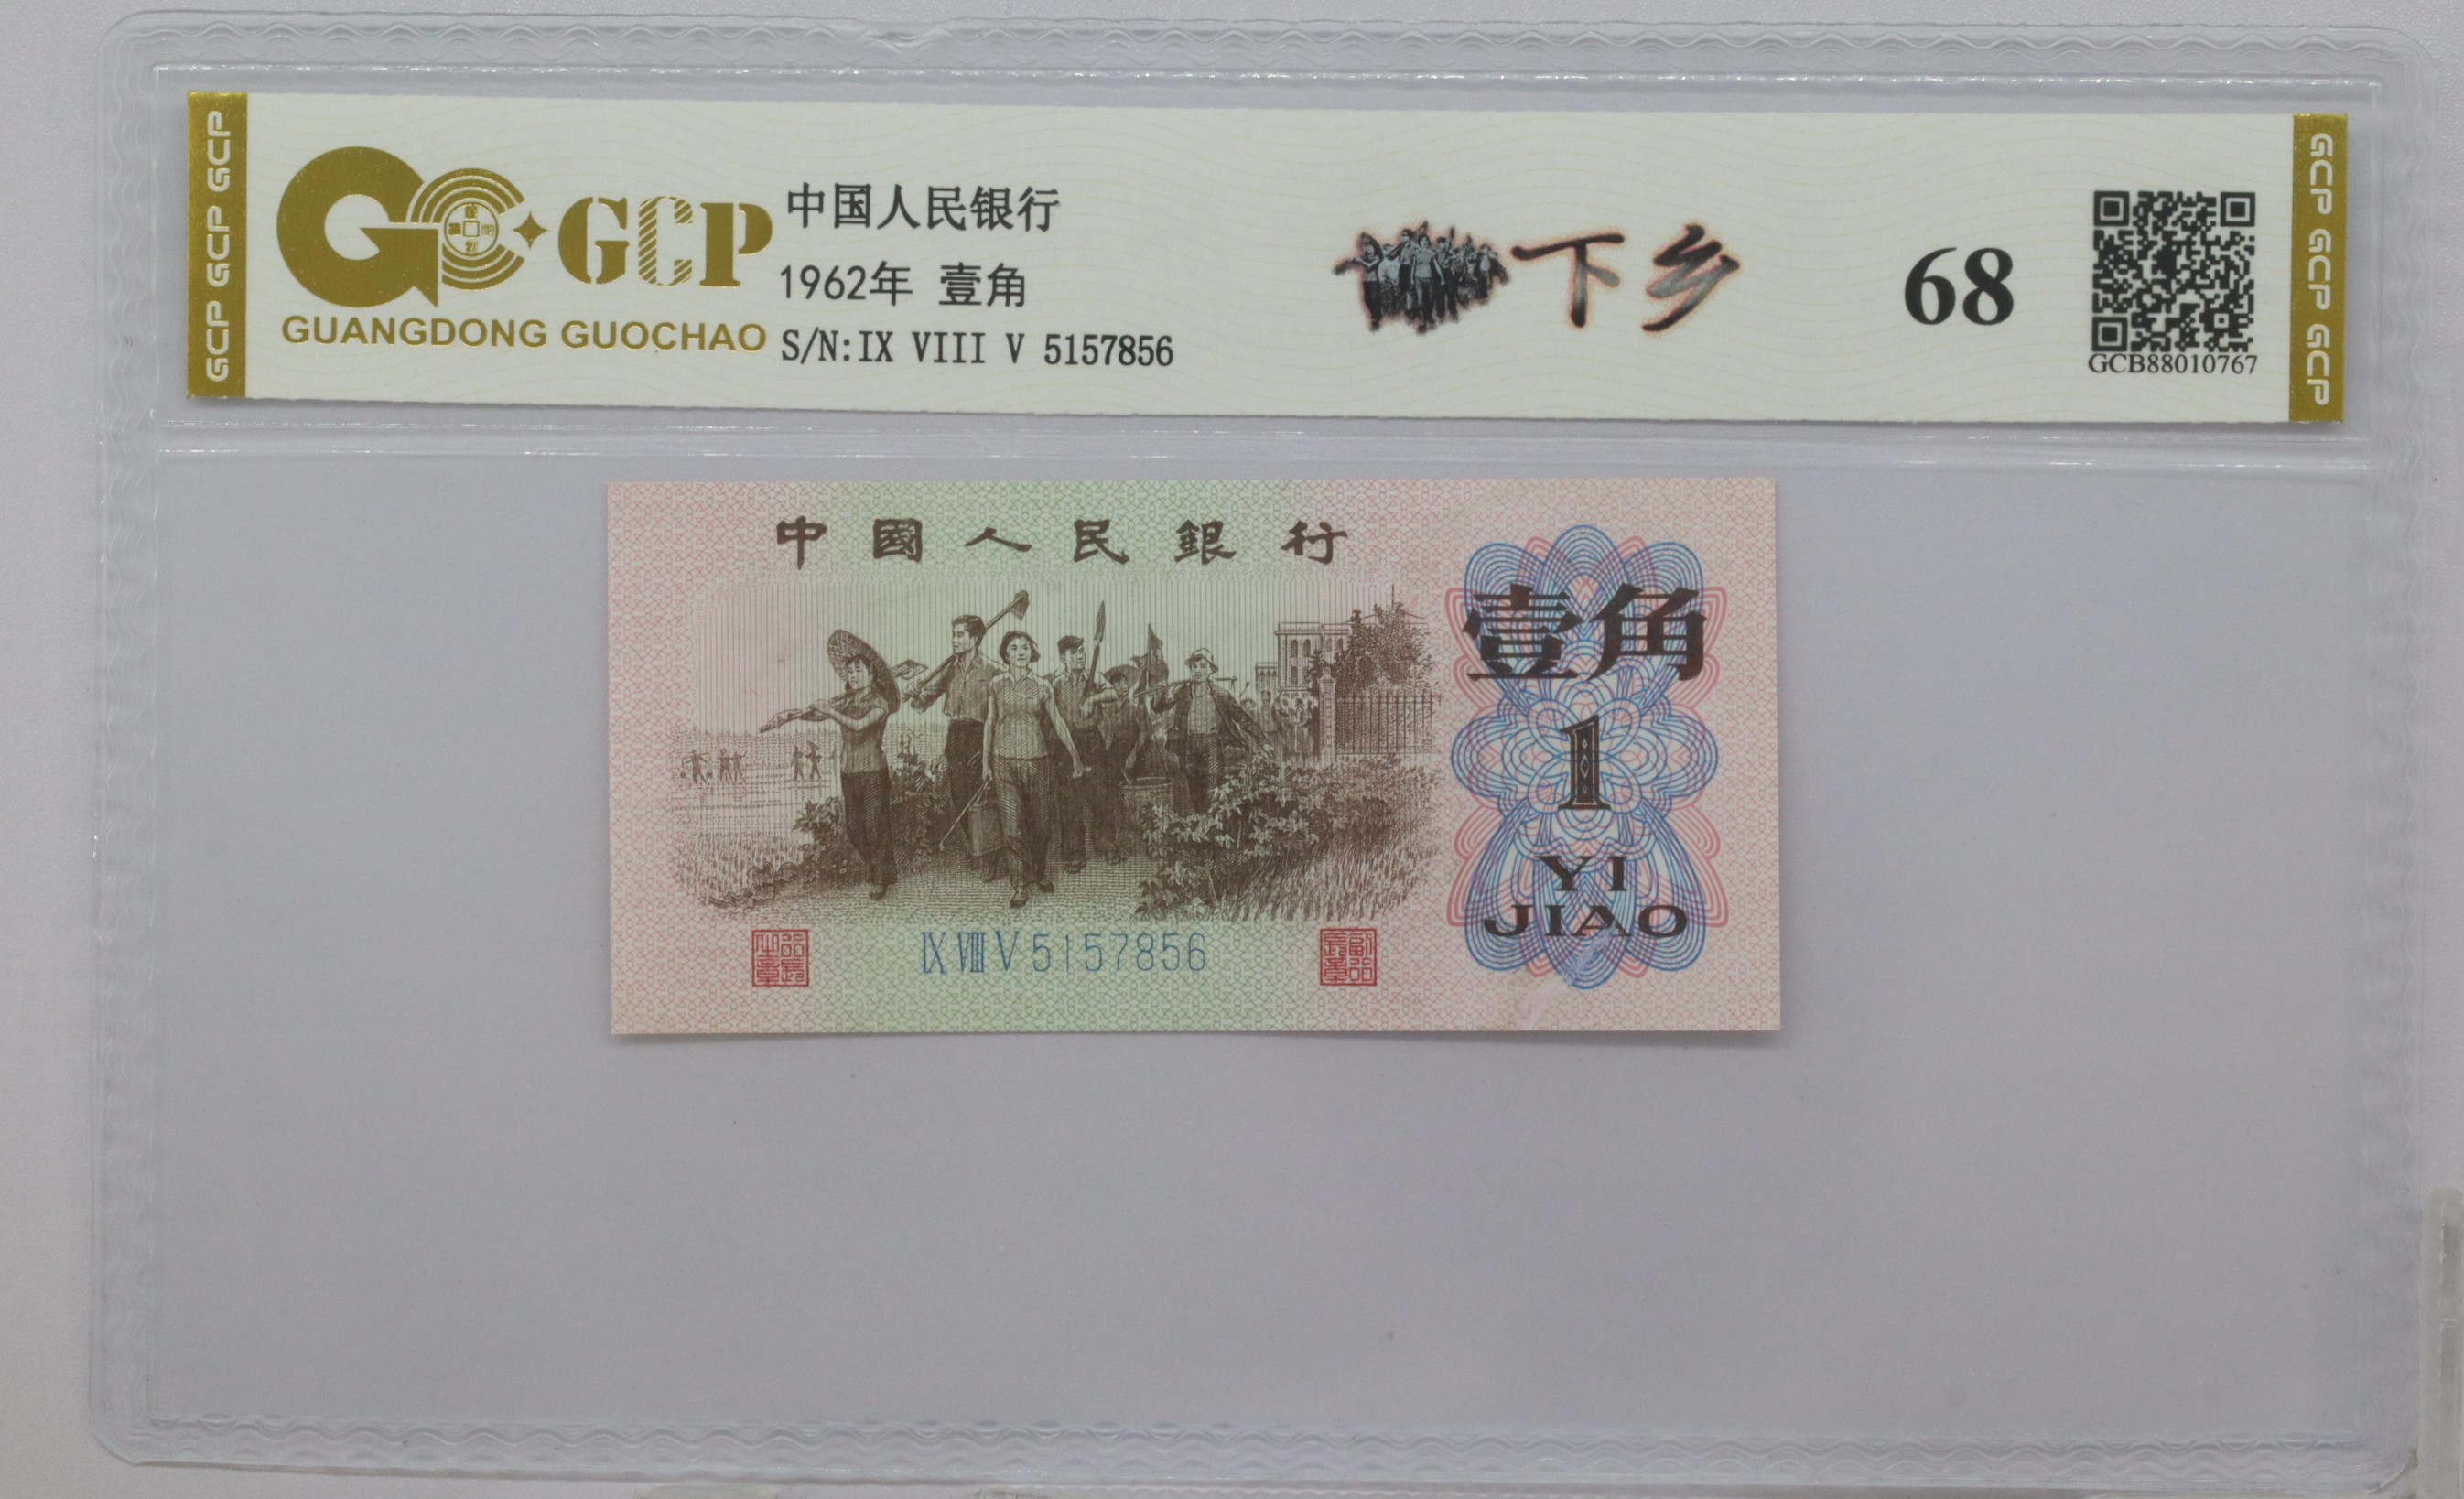 GCP GCP GCP
GCP
GUANGDONG GUOCHAO
中国人民银行
1962年 壹角
S/N:IX VIII V 5157856
下乡
68
GCB88010767
GCP GCP GCP
中國人民銀行
壹角
1
YI
JIAO
IX VIII V 5157856